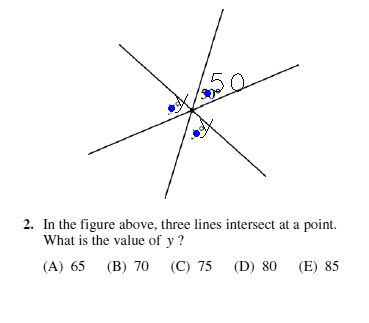 50
30°
y
y
2. In the figure above, three lines intersect at a point.
What is the value of y ?
(A) 65 (B) 70 (C) 75 (D) 80 (E) 85